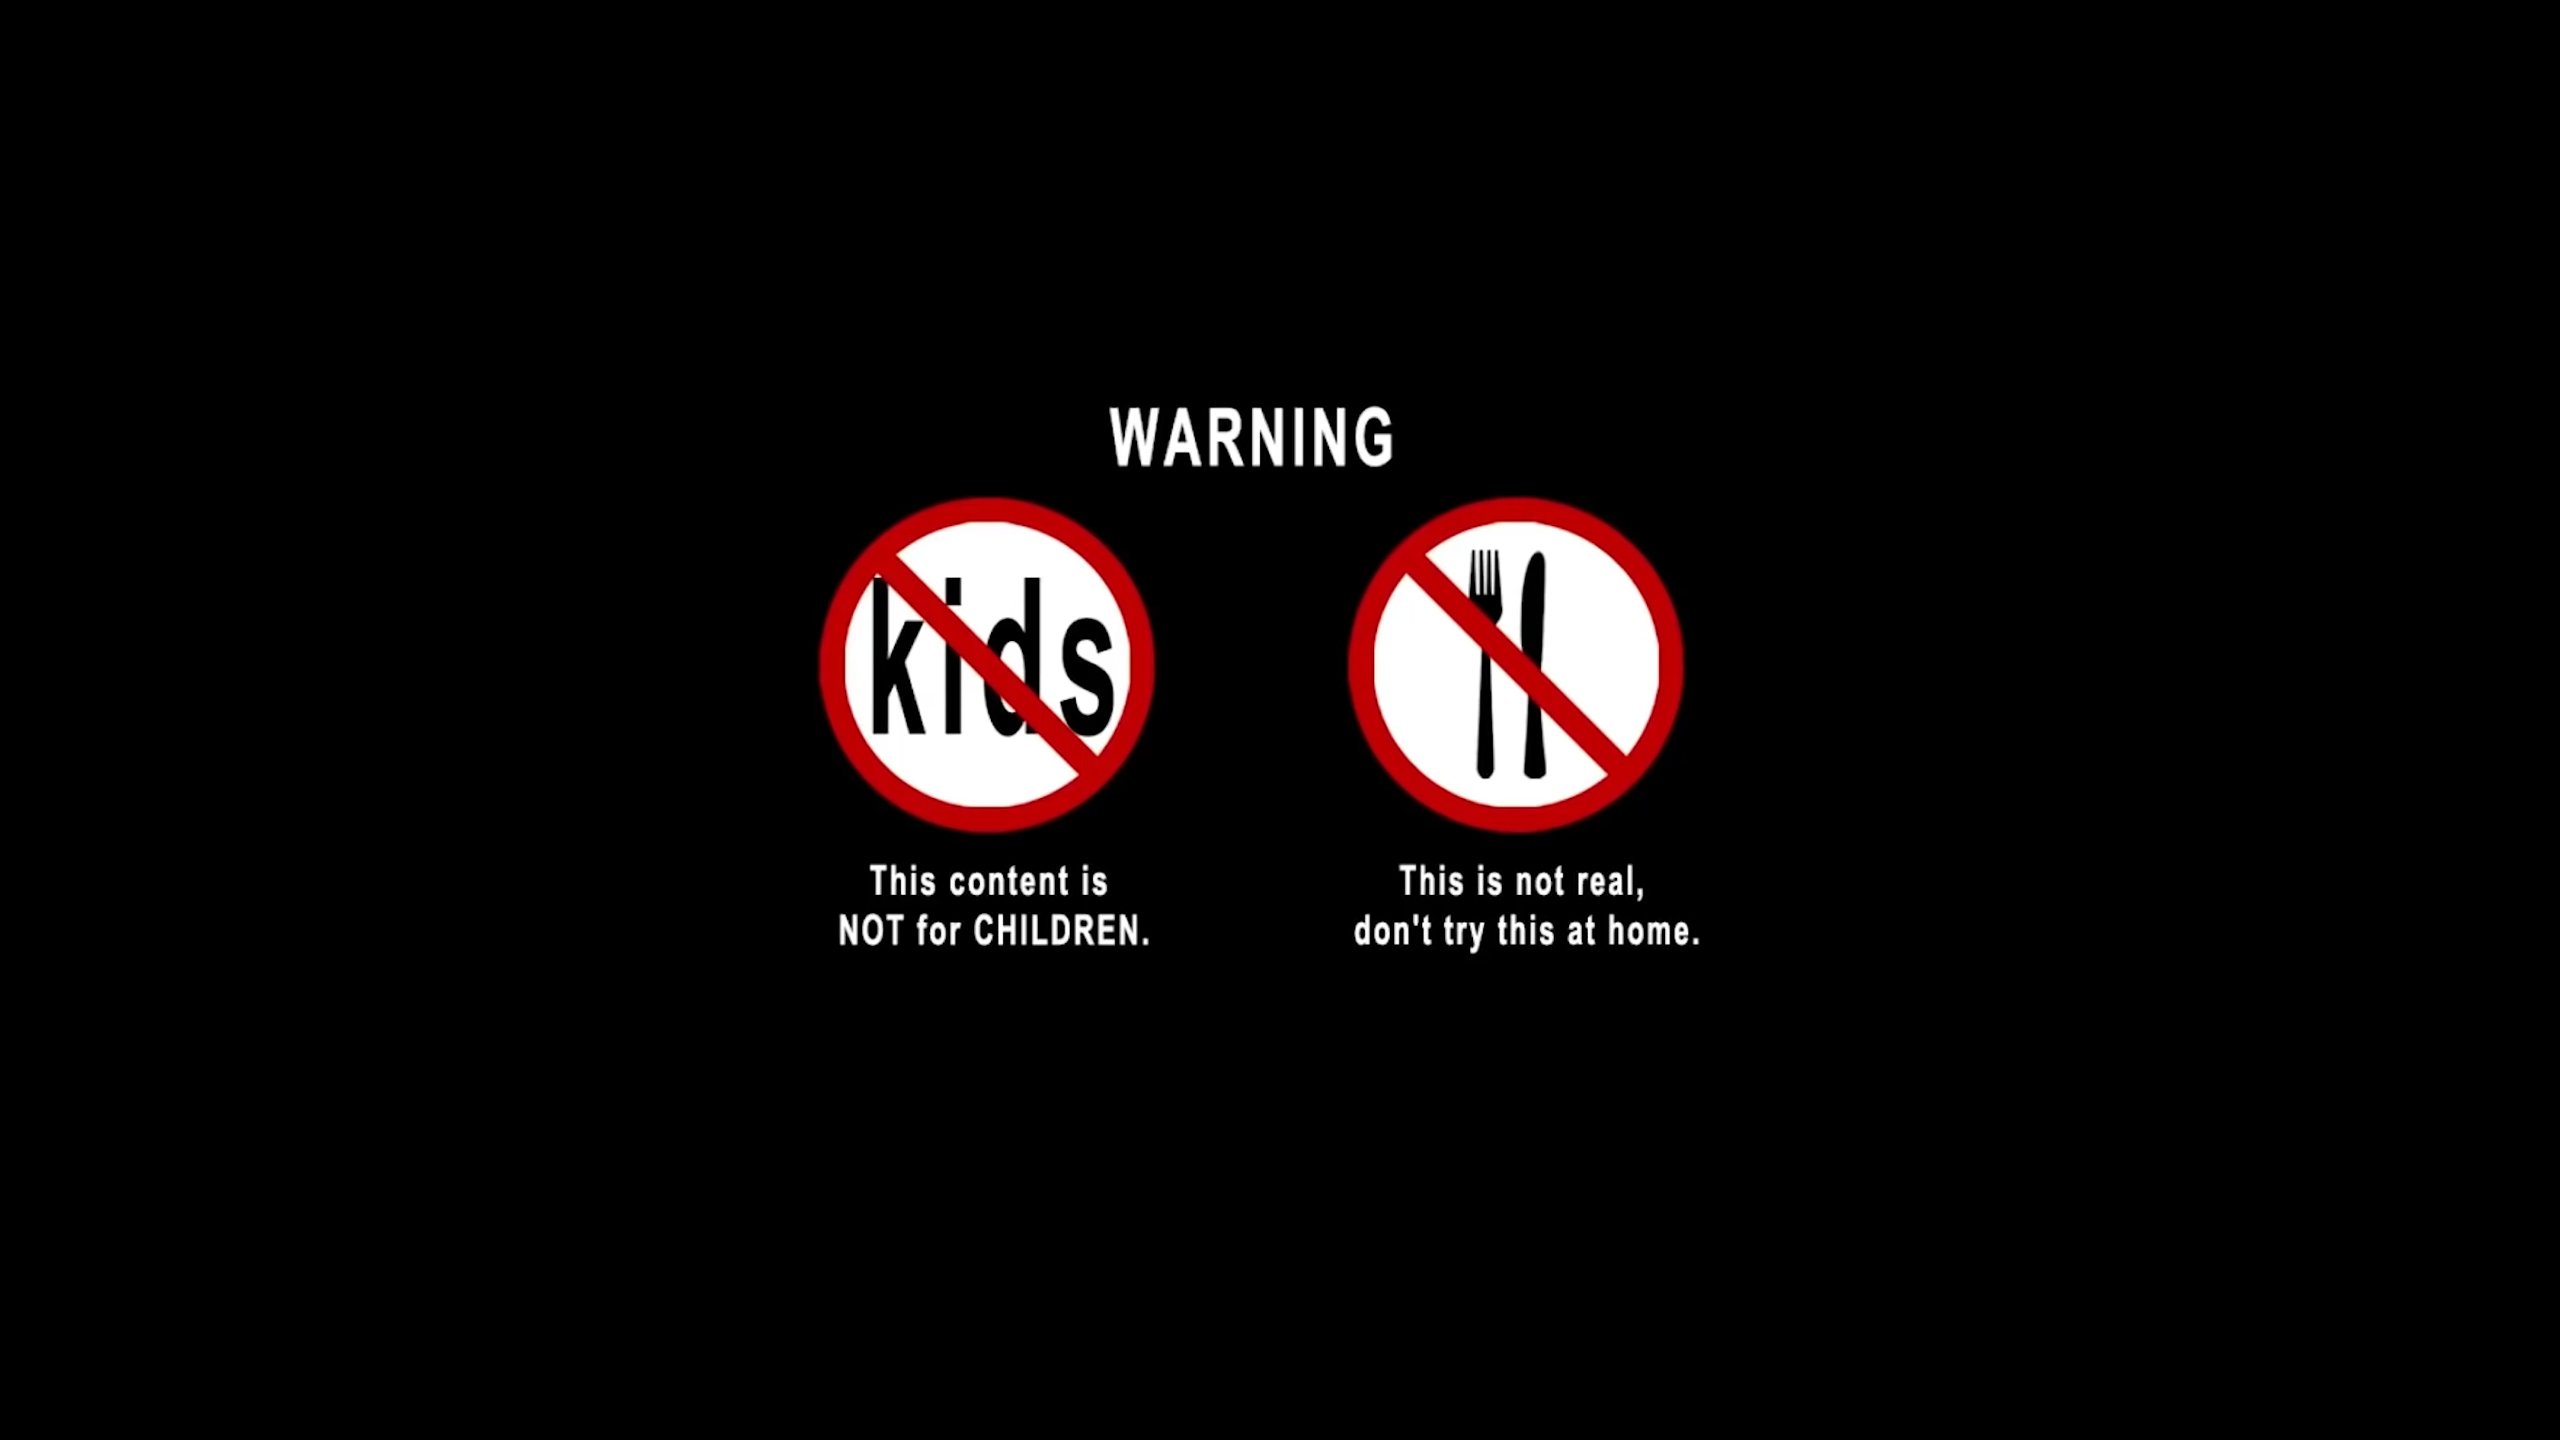 WARNING
kids
This content is
NOT for CHILDREN.
This is not real,
don't try this at home.